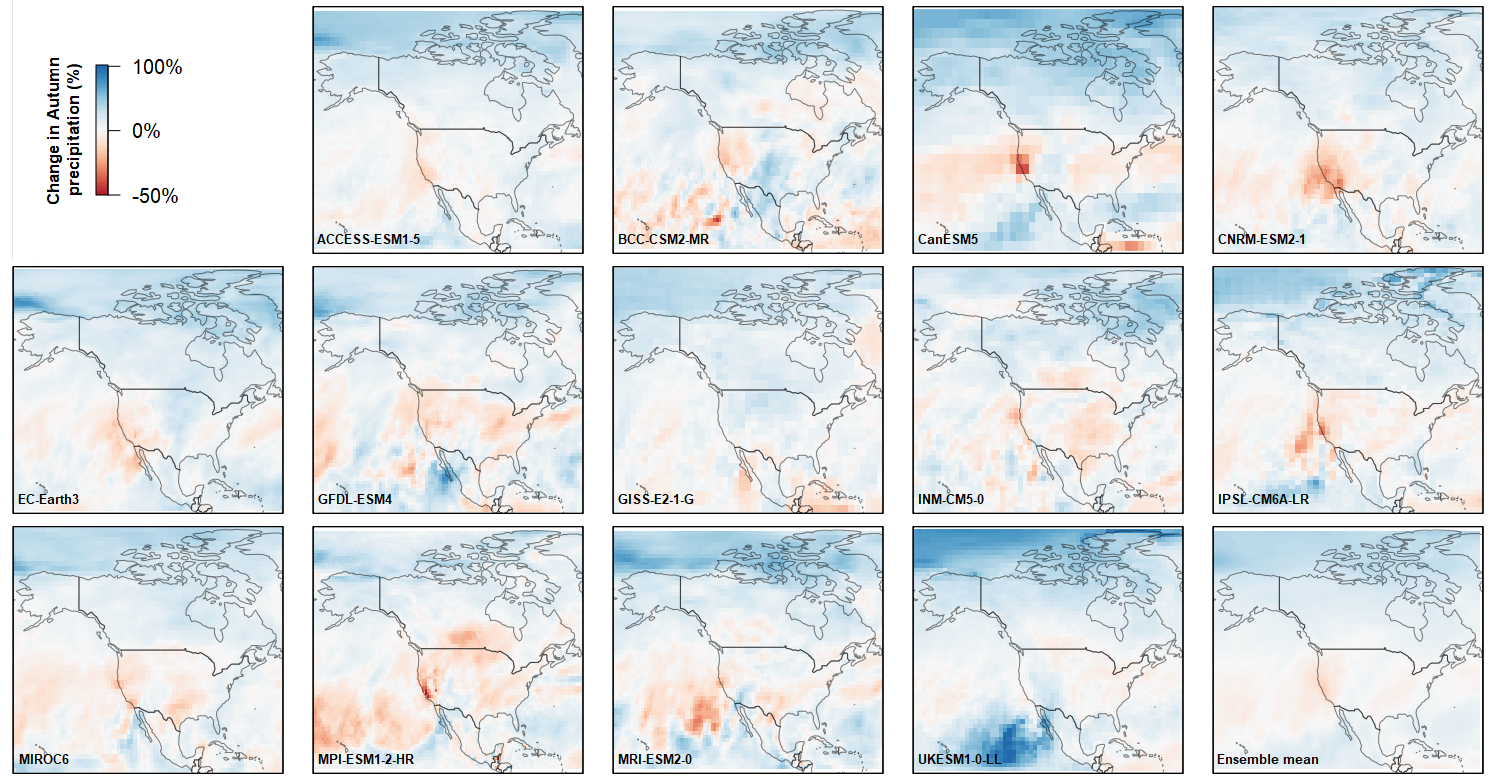 Change in Autumn
precipitation (%)
100%
0%
-50%
ACCESS-ESM1-5
BCC-CSM2-MR
CanESM5
CNRM-ESM2-1
EC-Earth3
GFDL-ESM4
GISS-E2-1-G
INM-CM5-0
IPSL-CM6A-LR
MIROC6
MPI-ESM1-2-HR
MRI-ESM2-0
UKESM1-0-LL
Ensemble mean